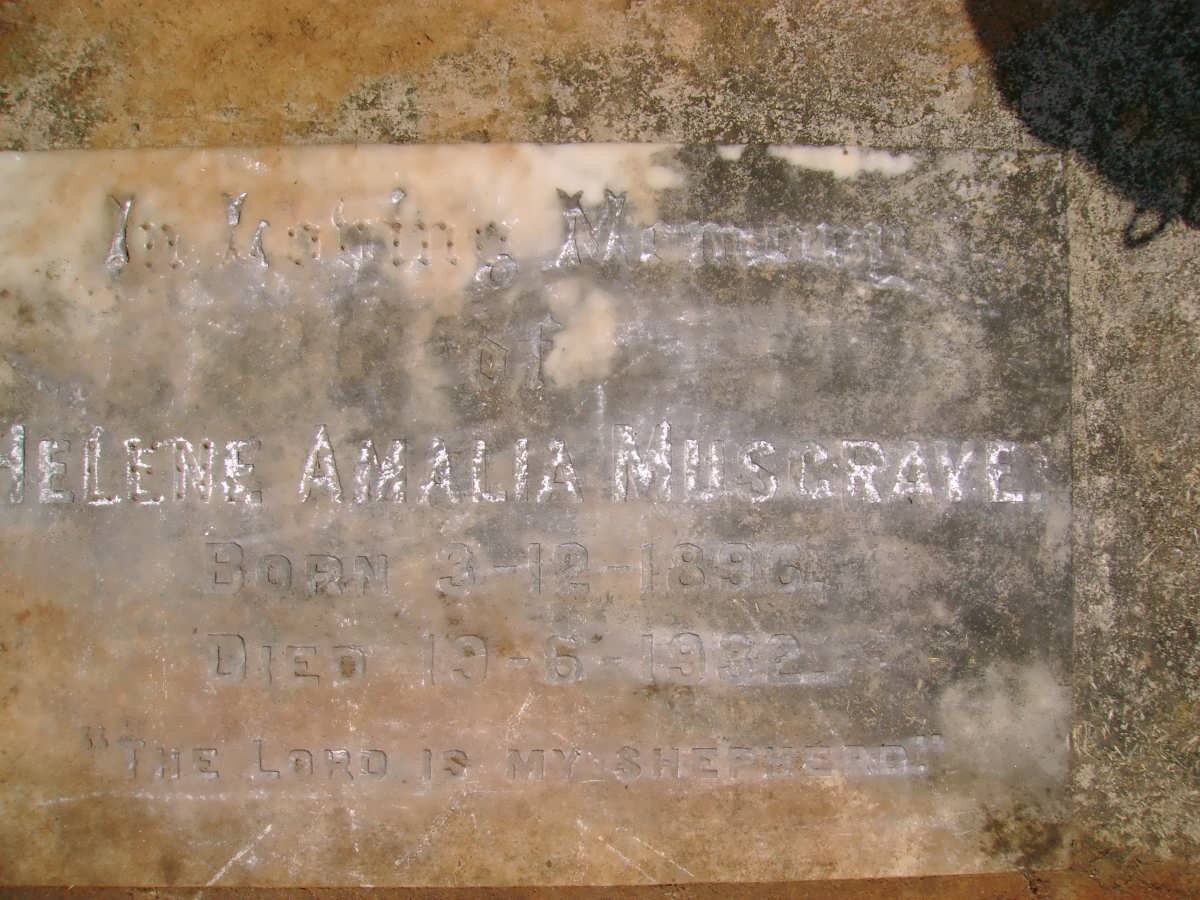 In Loving Memory
of
HELENE AMALIA MUSGRAVE
BORN 3-12-1896.
DIED 19-6-1932.
"THE LORD IS MY SHEPHERD."